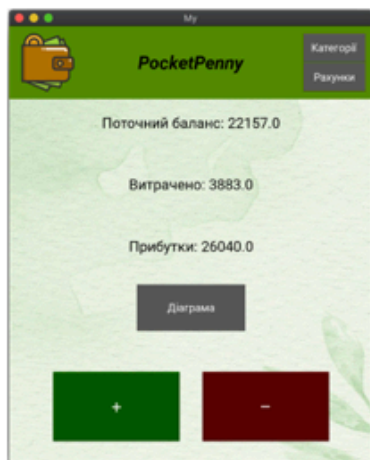 My
PocketPenny
Категорії
Рахунки
Поточний баланс: 22157.0
Витрачено: 3883.0
Прибутки: 26040.0
Діаграма
+
−